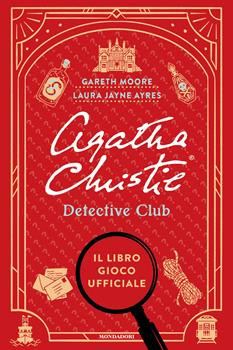 GARETH MOORE
LAURA JAYNE AYRES
Agatha
Christie®
Detective Club
IL LIBRO
GIOCO
UFFICIALE
MONDADORI